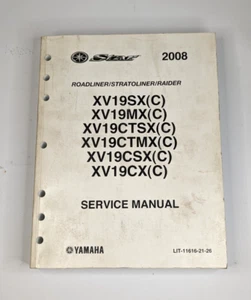 Star 2008
ROADLINER/STRATOLINER/RAIDER
XV19SX(C)
XV19MX(C)
XV19CTSX(C)
XV19CTMX(C)
XV19CSX(C)
XV19CX(C)
SERVICE MANUAL
YAMAHA LIT-11616-21-26